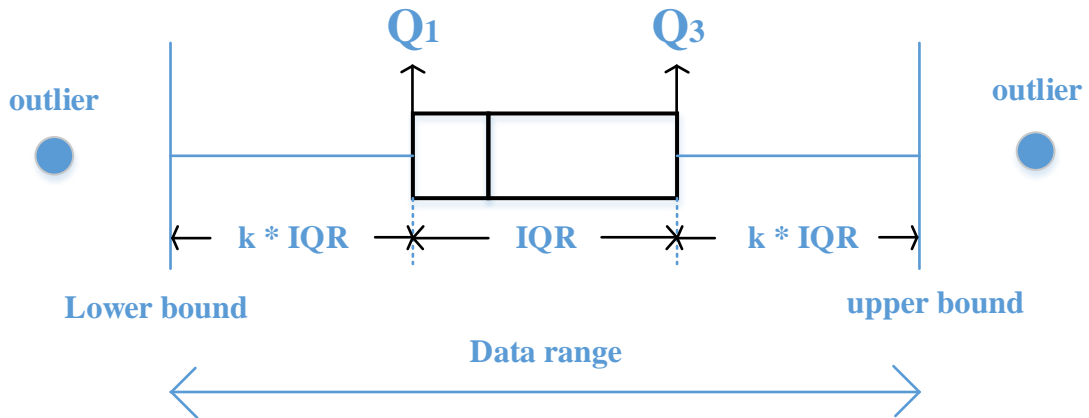 Q1 Q3
outlier outlier
k * IQR IQR k * IQR
Lower bound upper bound
Data range